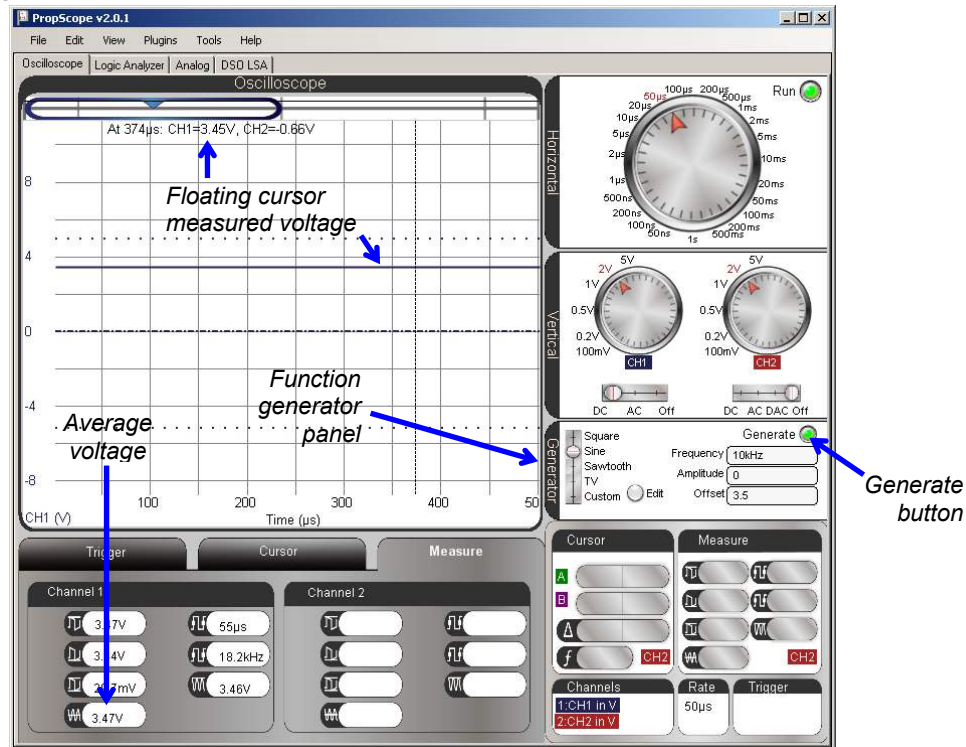 PropScope v2.0.1
File Edit View Plugins Tools Help
Oscilloscope Logic Analyzer Analog DSO LSA
Oscilloscope
At 374µs: CH1=3.45V, CH2=-0.66V
Floating cursor
measured voltage
8
4
0
-4
-8
100 200 300 400 50
CH1 (V)
Time (µs)
Average
voltage
Function
generator
panel
Horizontal
Run
50ns
100ns
200ns
500ns
1µs
2µs
5µs
10µs
20µs
50µs
100µs
200µs
500µs
1ms
2ms
5ms
10ms
20ms
50ms
100ms
200ms
500ms
1s
Vertical
5V
2V
1V
0.5V
0.2V
100mV
CH1
DC AC Off
5V
2V
1V
0.5V
0.2V
100mV
CH2
DC AC DAC Off
Generator
Square
Sine
Sawtooth
TV
Custom
Edit
Generate
Frequency 10kHz
Amplitude 0
Offset 3.5
Generate
button
Trigger Cursor Measure
Channel 1
3.47V 55µs
18.2kHz
3.46V
3.47V
Channel 2
Cursor
A
B
Δ
f
CH2
Measure
CH2
Channels
1:CH1 in V
2:CH2 in V
Rate
50µs
Trigger